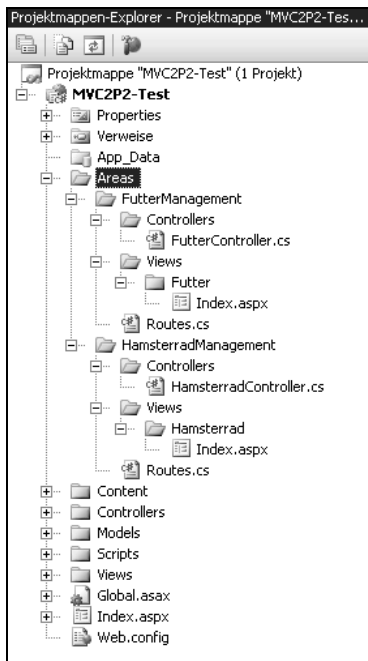 Projektmappen-Explorer - Projektmappe "MVC2P2-Tes...
Projektmappe "MVC2P2-Test" (1 Projekt)
MVC2P2-Test
Properties
Verweise
App_Data
Areas
FutterManagement
Controllers
FutterController.cs
Views
Futter
Index.aspx
Routes.cs
HamsterradManagement
Controllers
HamsterradController.cs
Views
Hamsterrad
Index.aspx
Routes.cs
Content
Controllers
Models
Scripts
Views
Global.asax
Index.aspx
Web.config